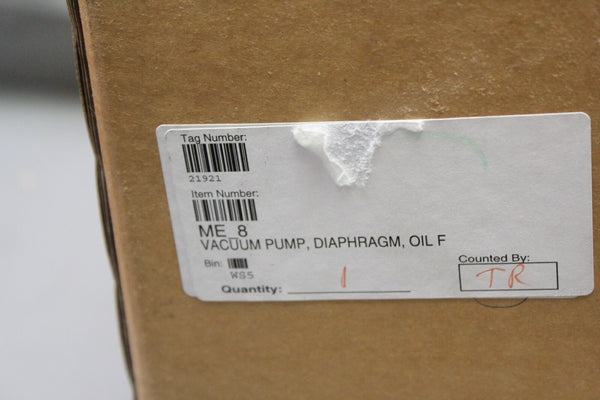 Tag Number:
21921
Item Number:
ME_8
VACUUM PUMP, DIAPHRAGM, OIL F
Bin:
WS5
Quantity: 1
Counted By:
TR